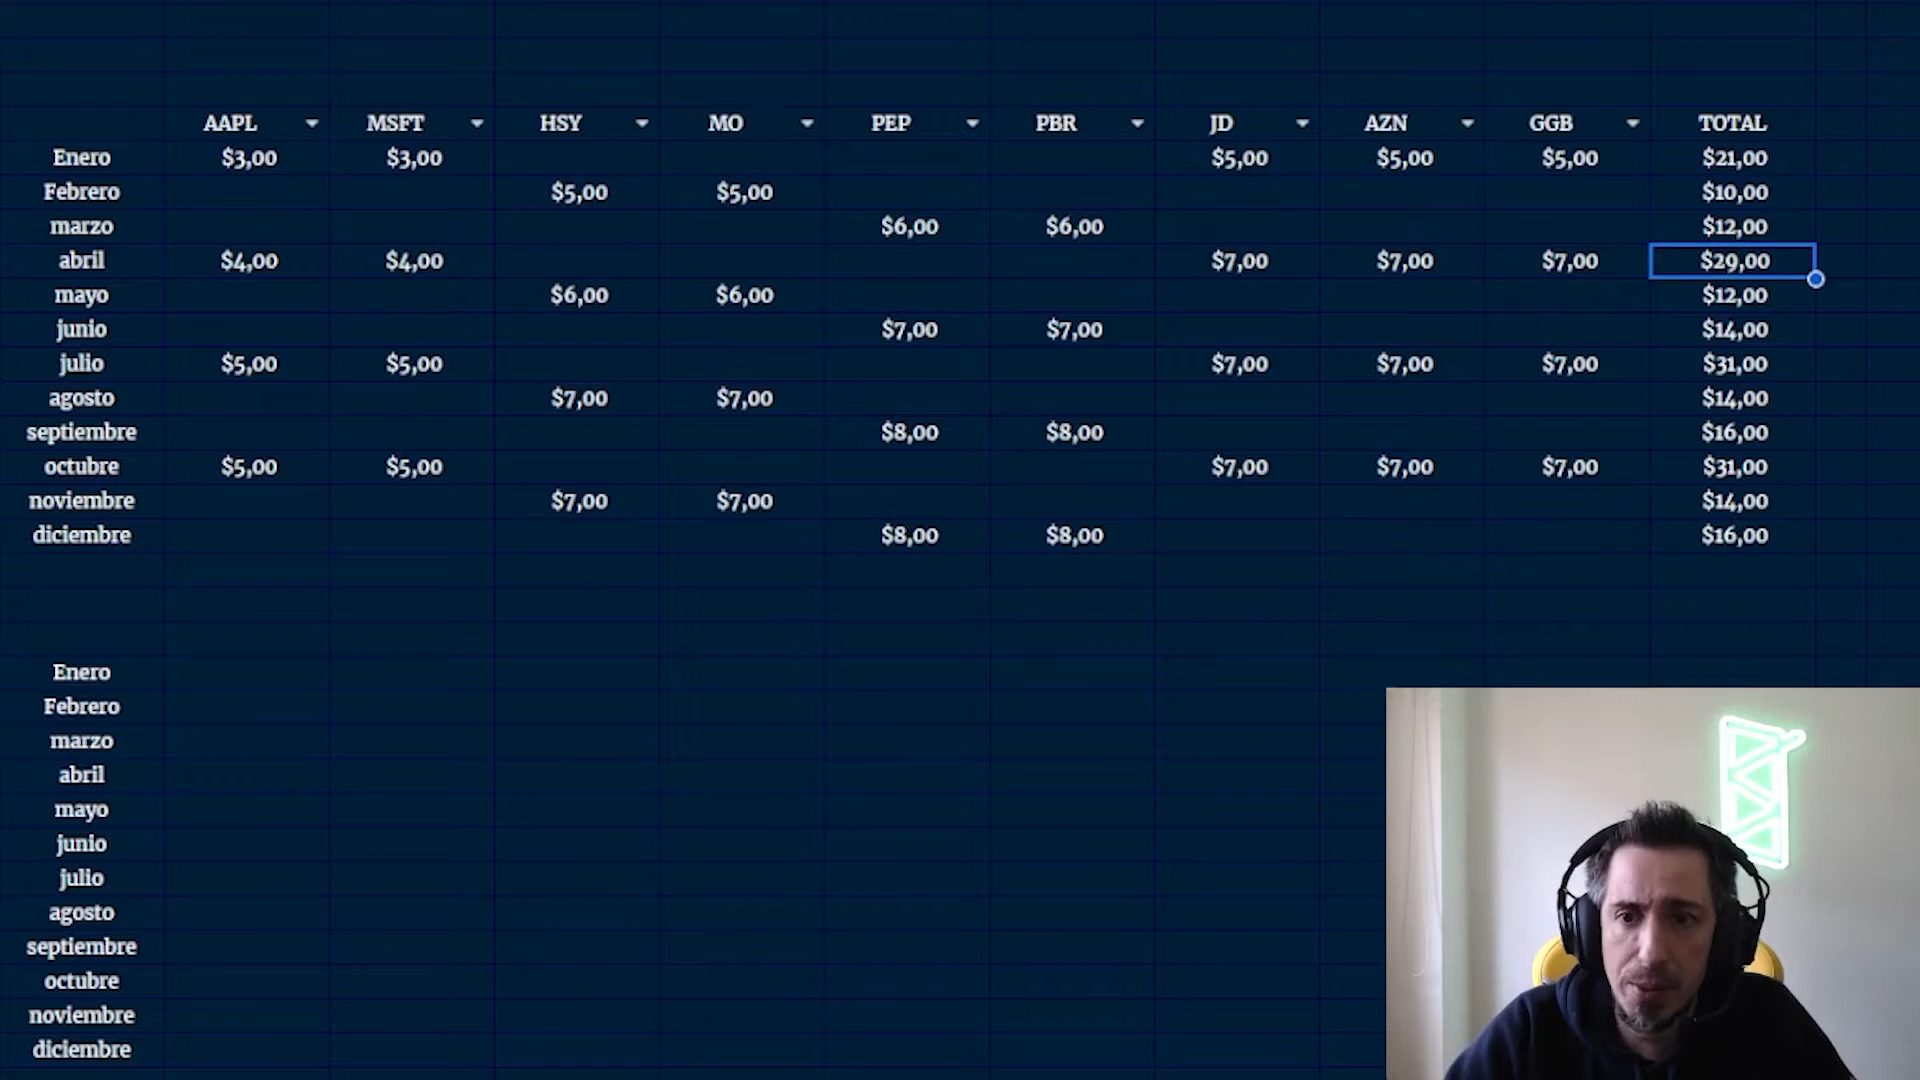 AAPL MSFT HSY MO PEP PBR JD AZN GGB TOTAL
Enero $3,00 $3,00 $5,00 $5,00 $5,00 $21,00
Febrero $5,00 $5,00 $10,00
marzo $6,00 $6,00 $12,00
abril $4,00 $4,00 $7,00 $7,00 $7,00 $29,00
mayo $6,00 $6,00 $12,00
junio $7,00 $7,00 $14,00
julio $5,00 $5,00 $7,00 $7,00 $7,00 $31,00
agosto $7,00 $7,00 $14,00
septiembre $8,00 $8,00 $16,00
octubre $5,00 $5,00 $7,00 $7,00 $7,00 $31,00
noviembre $7,00 $7,00 $14,00
diciembre $8,00 $8,00 $16,00
Enero
Febrero
marzo
abril
mayo
junio
julio
agosto
septiembre
octubre
noviembre
diciembre